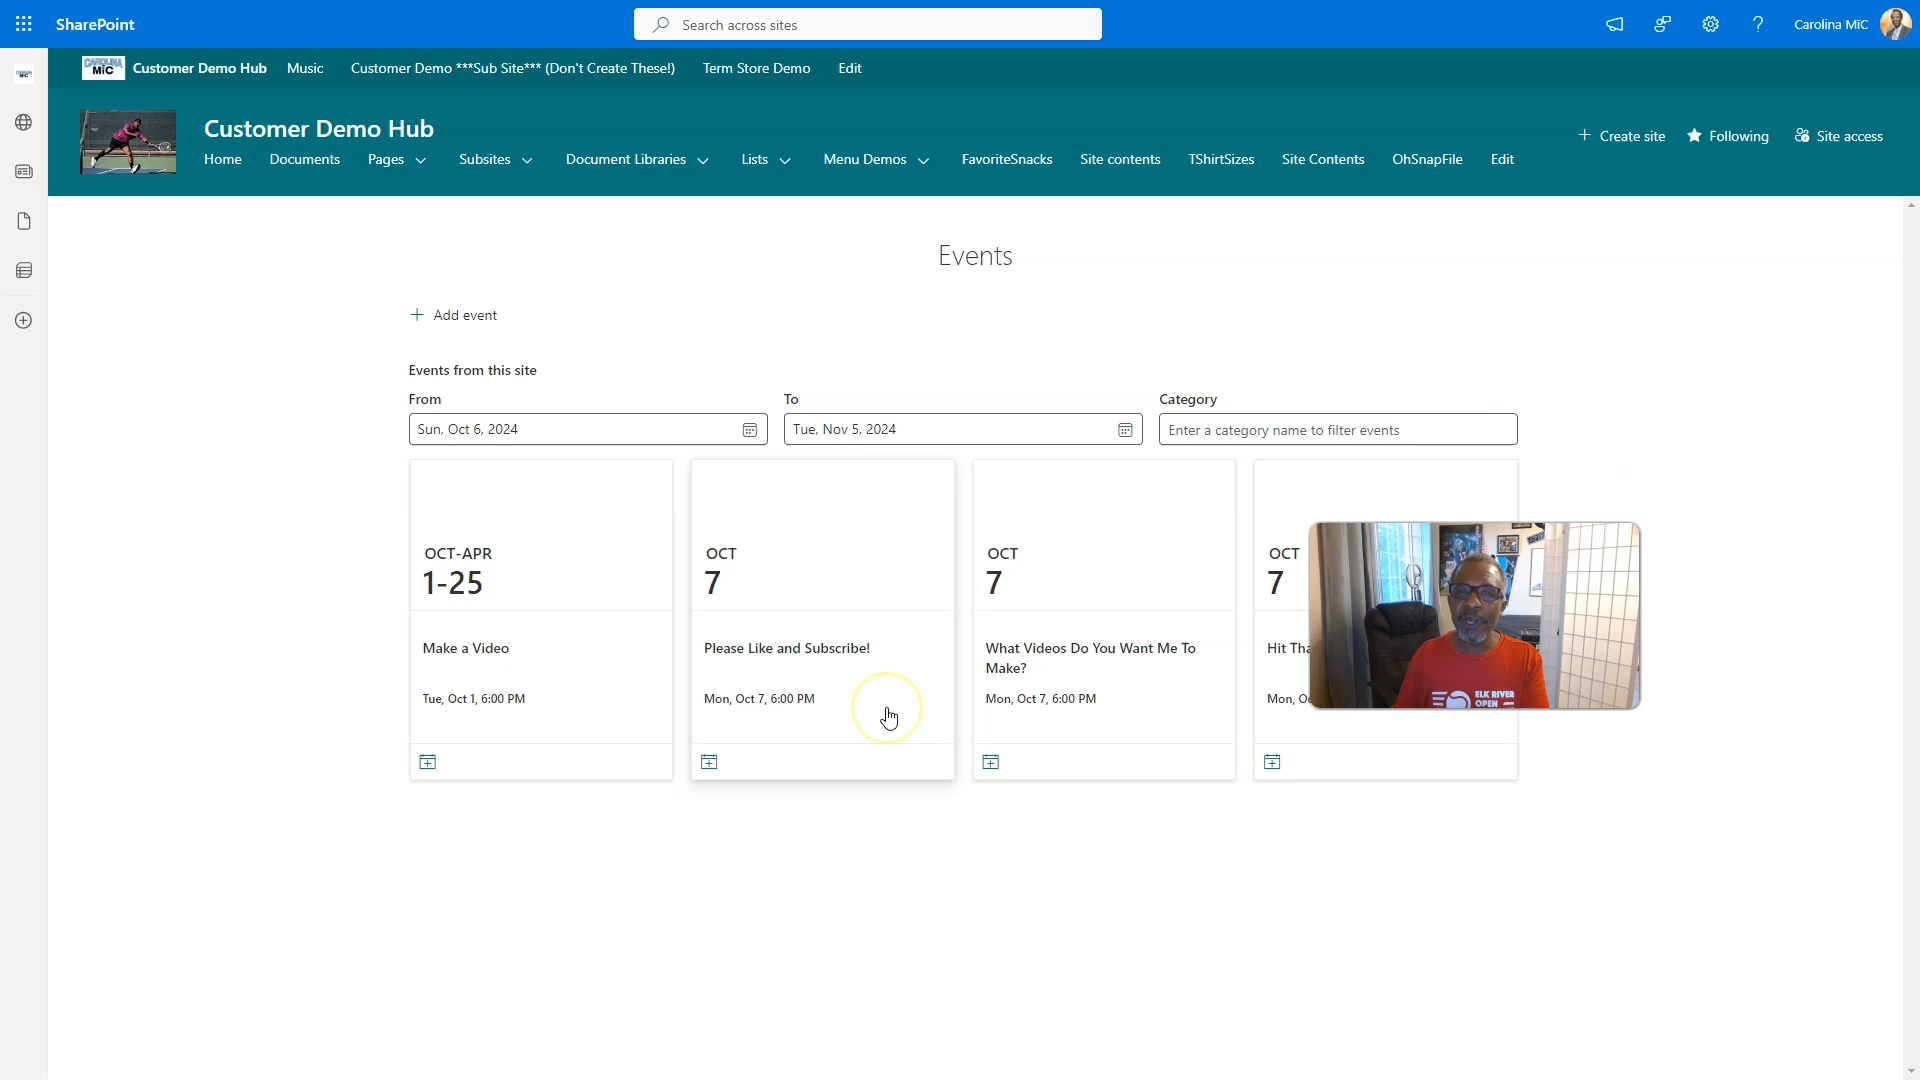 SharePoint
Search across sites
Carolina MiC
CAROLINA
MiC
Customer Demo Hub
Music
Customer Demo ***Sub Site*** (Don't Create These!)
Term Store Demo
Edit
Customer Demo Hub
Create site
Following
Site access
Home
Documents
Pages
Subsites
Document Libraries
Lists
Menu Demos
FavoriteSnacks
Site contents
TShirtSizes
Site Contents
OhSnapFile
Edit
Events
Add event
Events from this site
From
To
Category
Sun, Oct 6, 2024
Tue, Nov 5, 2024
Enter a category name to filter events
OCT-APR
1-25
Make a Video
Tue, Oct 1, 6:00 PM
OCT
7
Please Like and Subscribe!
Mon, Oct 7, 6:00 PM
OCT
7
What Videos Do You Want Me To
Make?
Mon, Oct 7, 6:00 PM
OCT
7
Hit
Mon,
ELK RIVER
OPEN